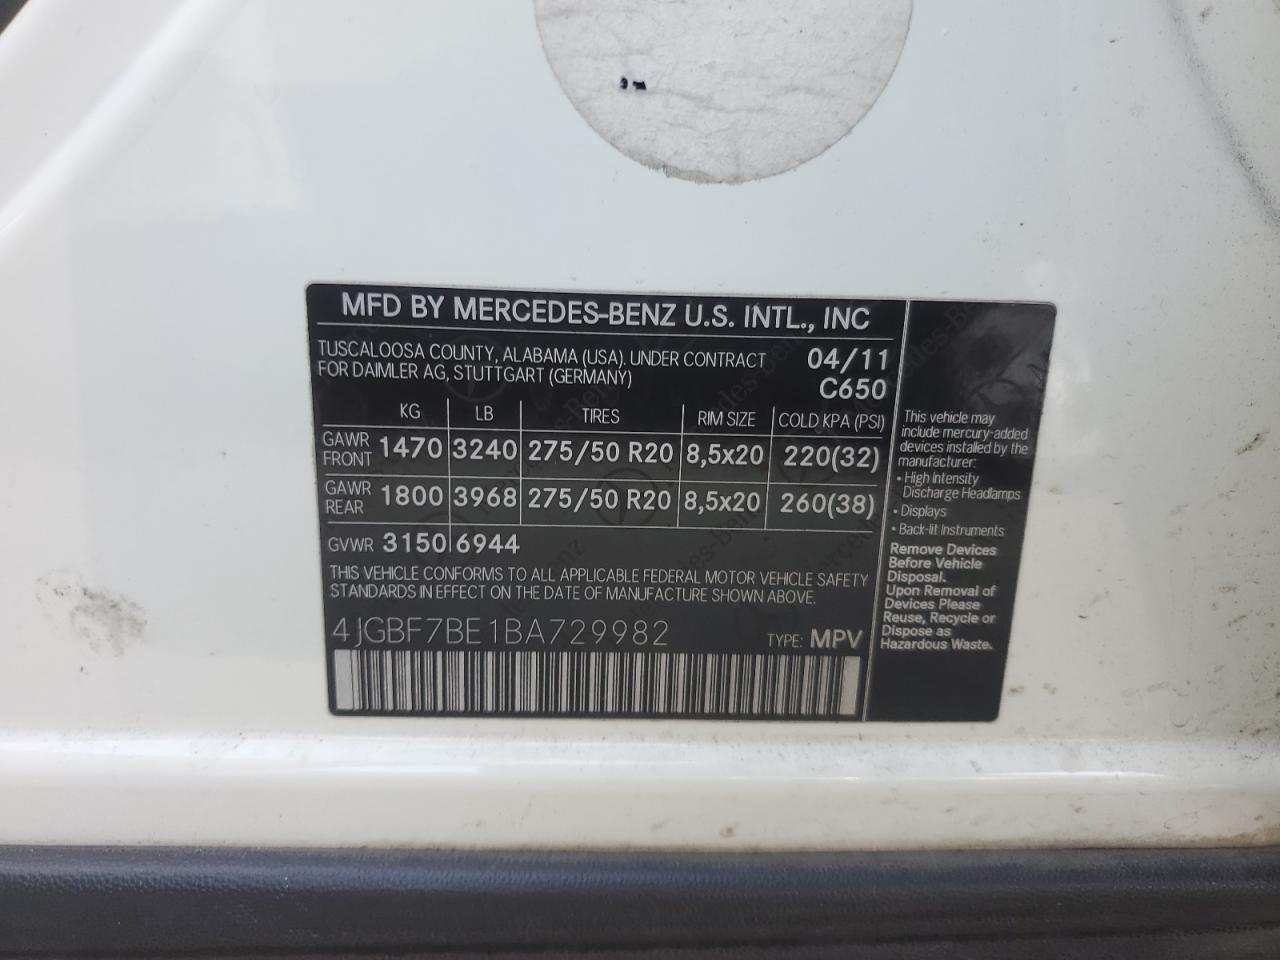 MFD BY MERCEDES-BENZ U.S. INTL., INC
TUSCALOOSA COUNTY, ALABAMA (USA). UNDER CONTRACT 04/11
FOR DAIMLER AG, STUTTGART (GERMANY) C650
KG LB TIRES RIM SIZE COLD KPA (PSI)
GAWR FRONT 1470 3240 275/50 R20 8,5x20 220(32)
GAWR REAR 1800 3968 275/50 R20 8,5x20 260(38)
GVWR 3150 6944
THIS VEHICLE CONFORMS TO ALL APPLICABLE FEDERAL MOTOR VEHICLE SAFETY
STANDARDS IN EFFECT ON THE DATE OF MANUFACTURE SHOWN ABOVE.
4JGBF7BE1BA729982 TYPE: MPV
This vehicle may
include mercury-added
devices installed by the
manufacturer:
• High Intensity
Discharge Headlamps
• Displays
• Back-lit Instruments
Remove Devices
Before Vehicle
Disposal.
Upon Removal of
Devices Please
Reuse, Recycle or
Dispose as
Hazardous Waste.